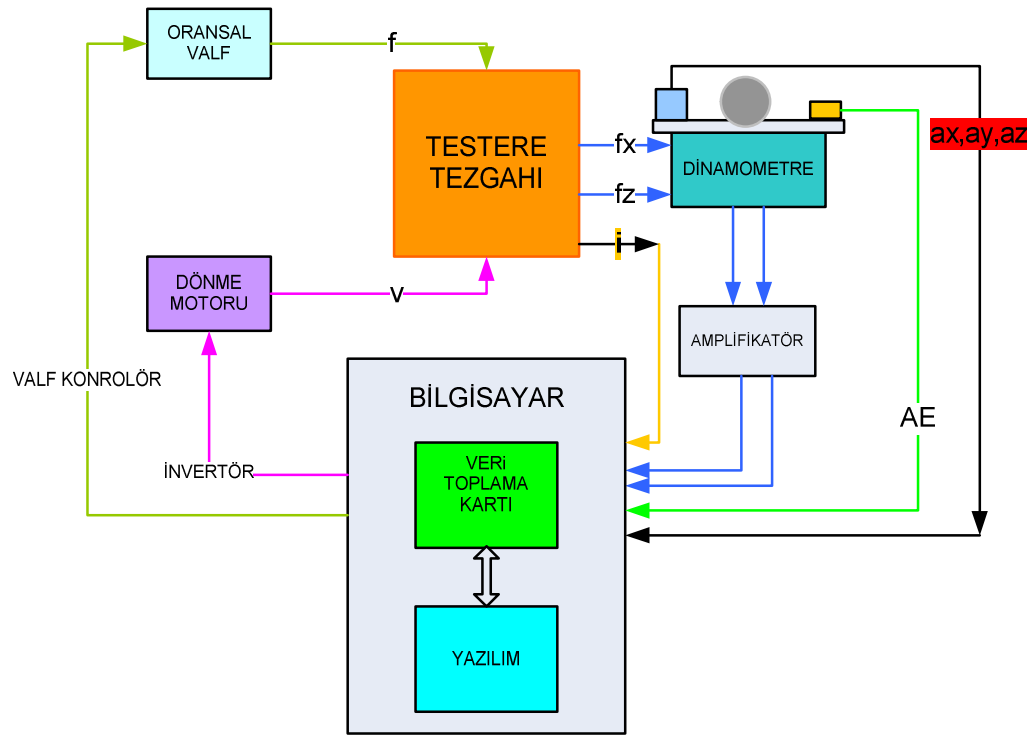 ORANSAL
VALF
f
TESTERE
TEZGAHI
fx
fz
i
DİNAMOMETRE
ax,ay,az
DÖNME
MOTORU
v
AMPLİFİKATÖR
VALF KONROLÖR
BİLGİSAYAR
AE
İNVERTÖR
VERi
TOPLAMA
KARTI
YAZILIM